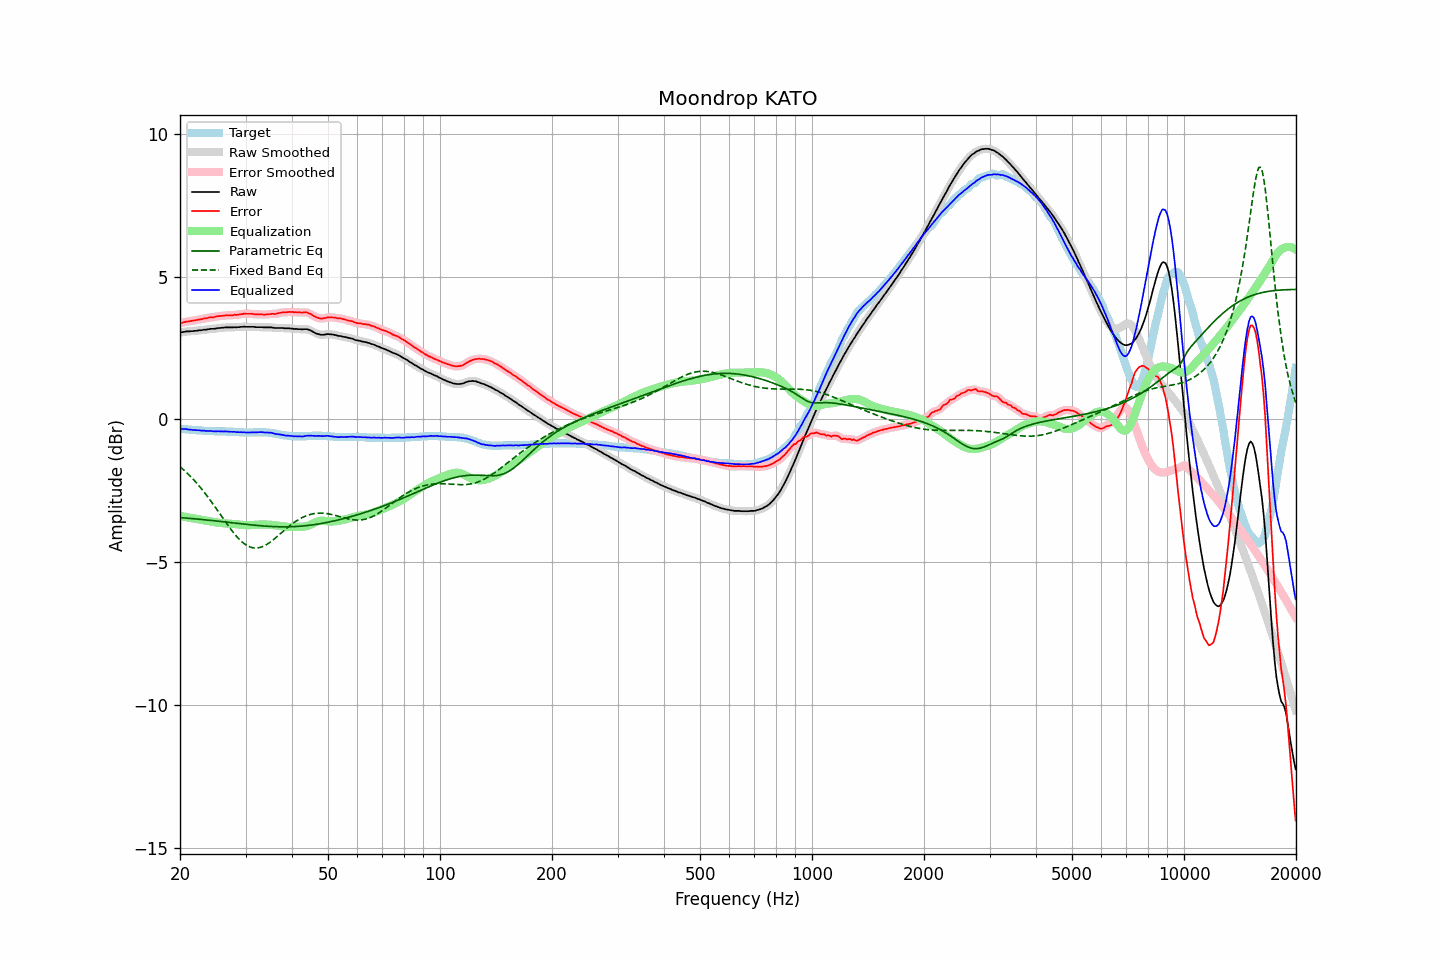 Moondrop KATO
Target
Raw Smoothed
Error Smoothed
Raw
Error
Equalization
Parametric Eq
Fixed Band Eq
Equalized
10
5
0
−5
−10
−15
Amplitude (dBr)
20 50 100 200 500 1000 2000 5000 10000 20000
Frequency (Hz)